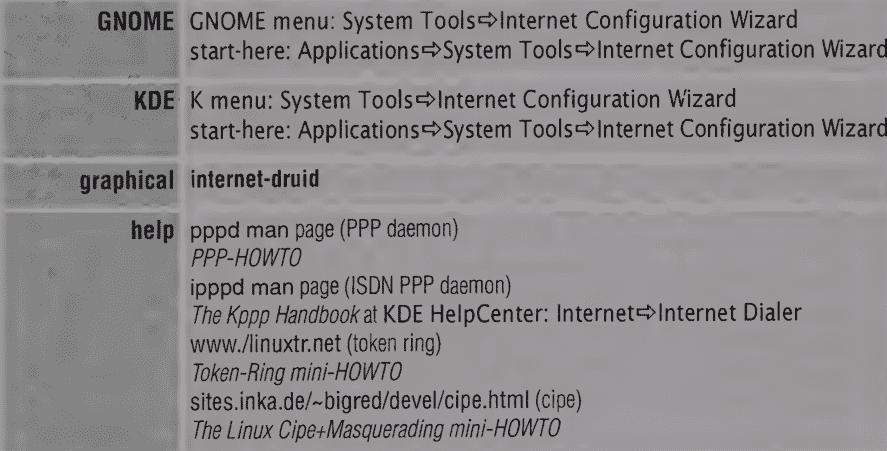 GNOME GNOME menu: System Tools⇨Internet Configuration Wizard
start-here: Applications⇨System Tools⇨Internet Configuration Wizard
KDE K menu: System Tools⇨Internet Configuration Wizard
start-here: Applications⇨System Tools⇨Internet Configuration Wizard
graphical internet-druid
help pppd man page (PPP daemon)
PPP-HOWTO
ipppd man page (ISDN PPP daemon)
The Kppp Handbook at KDE HelpCenter: Internet⇨Internet Dialer
www./linuxtr.net (token ring)
Token-Ring mini-HOWTO
sites.inka.de/~bigred/devel/cipe.html (cipe)
The Linux Cipe+Masquerading mini-HOWTO